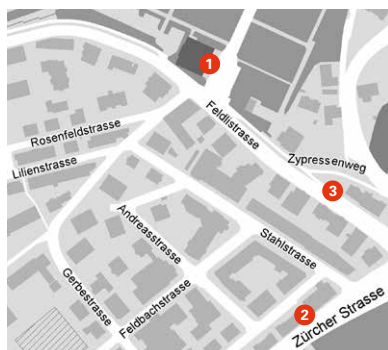 1
Feldlistrasse
Rosenfeldstrasse
Lilienstrasse
Zypressenweg
3
Andreasstrasse
Stahlstrasse
Gerbestrasse
Feldbachstrasse
2
Zürcher Strasse